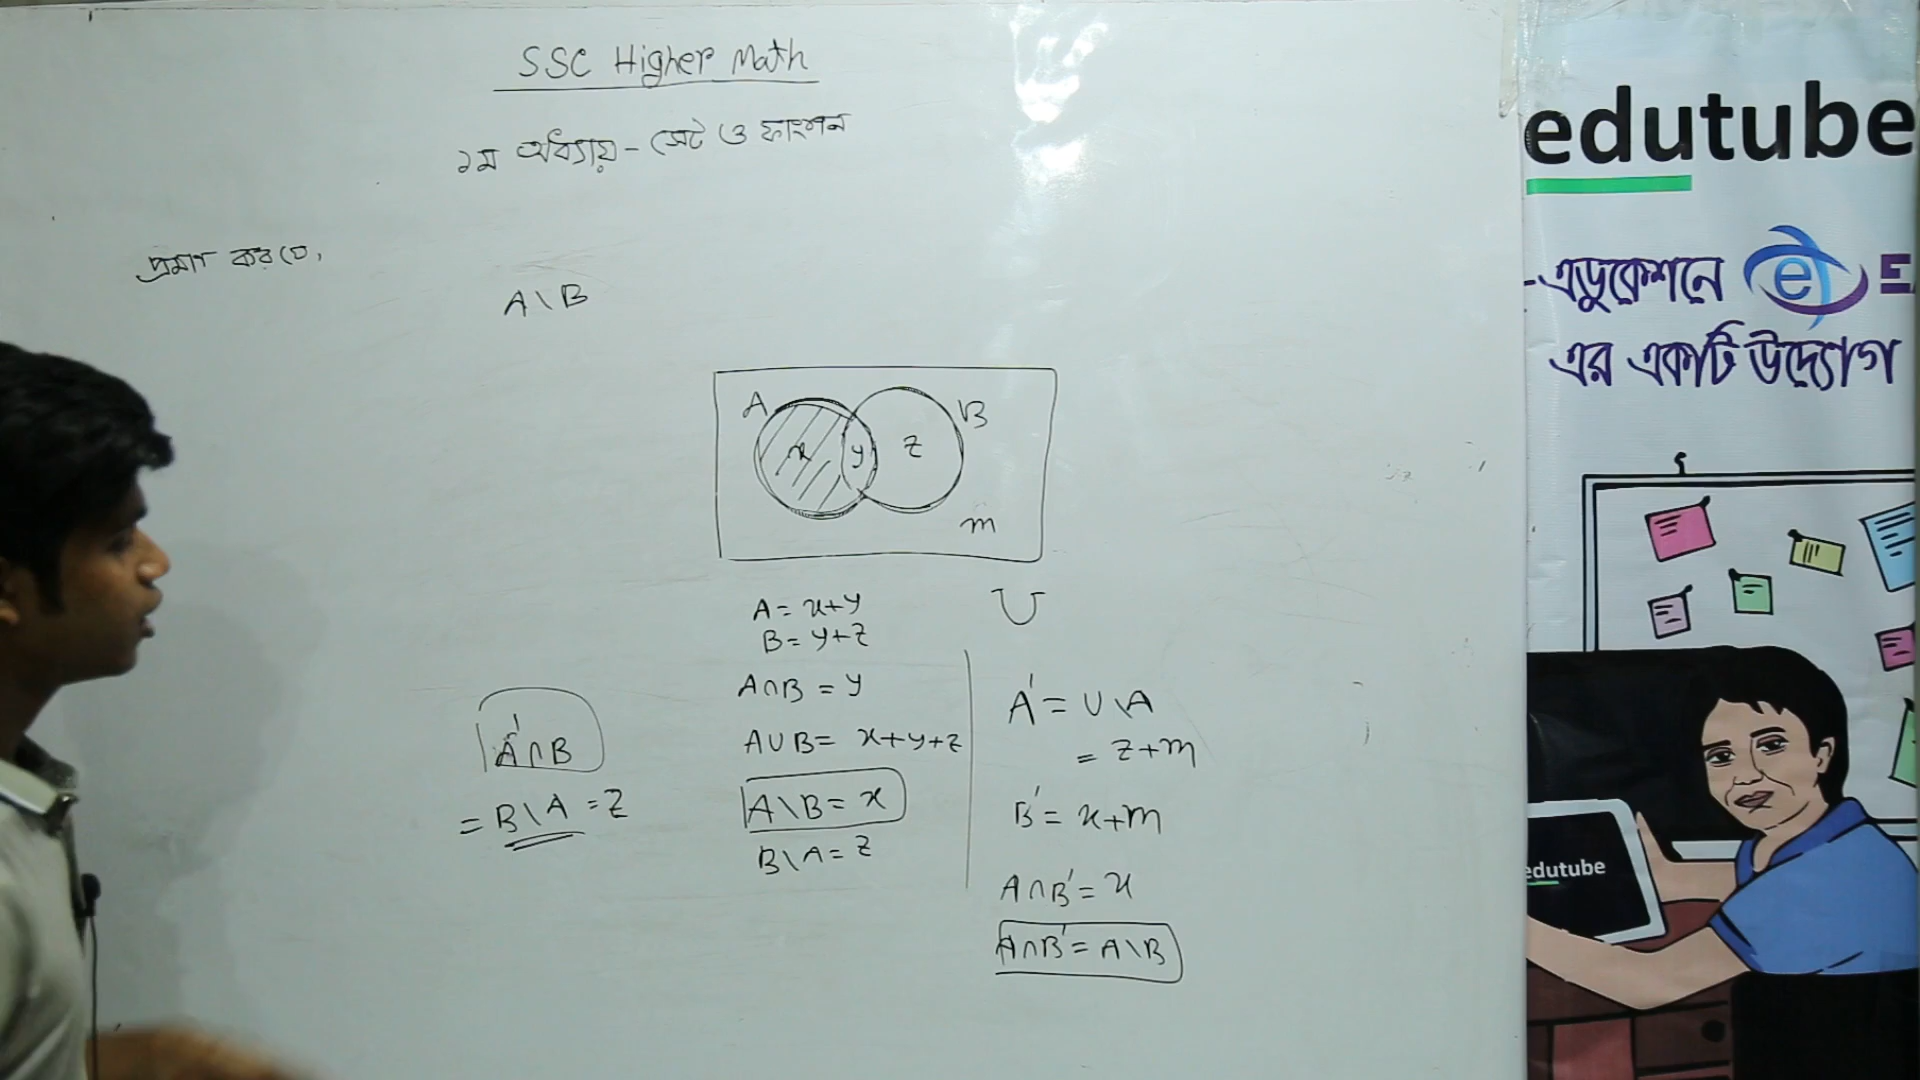 SSC Higher Math
১ম অধ্যায় - সেট ও ফাংশন
প্রমাণ কর যে,
A\B
A
B
x
y
z
m
U
A = x+y
B = y+z
A∩B = y
A∪B = x+y+z
A\B = x
B\A = z
A'∩B
= B\A = z
A' = U\A
= z+m
B' = x+m
A∩B' = x
A∩B' = A\B
edutube
-এডুকেশনে e E
এর একটি উদ্যোগ
edutube